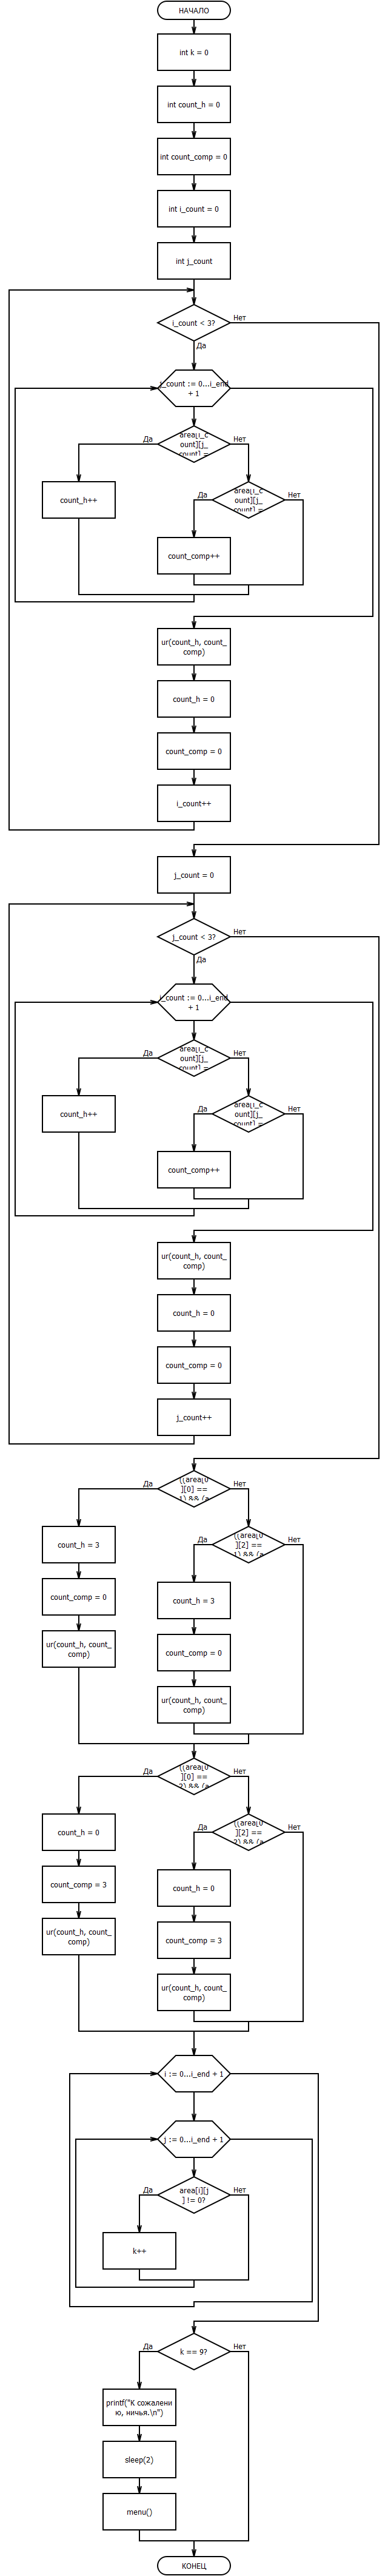 НАЧАЛО
int k = 0
int count_h = 0
int count_comp = 0
int i_count = 0
int j_count
i_count < 3?
Нет
Да
j_count := 0...i_end
+ 1
Да
area[i_c
ount][j_
count] =
Нет
count_h++
Да
area[i_c
ount][j_
count] =
Нет
count_comp++
ur(count_h, count_
comp)
count_h = 0
count_comp = 0
i_count++
j_count = 0
j_count < 3?
Нет
Да
i_count := 0...i_end
+ 1
Да
area[i_c
ount][j_
count] =
Нет
count_h++
Да
area[i_c
ount][j_
count] =
Нет
count_comp++
ur(count_h, count_
comp)
count_h = 0
count_comp = 0
j_count++
Да
((area[0
][0] ==
1) && (a
Нет
count_h = 3
count_comp = 0
ur(count_h, count_
comp)
Да
((area[0
][2] ==
1) && (a
Нет
count_h = 3
count_comp = 0
ur(count_h, count_
comp)
Да
((area[0
][0] ==
2) && (a
Нет
count_h = 0
count_comp = 3
ur(count_h, count_
comp)
Да
((area[0
][2] ==
2) && (a
Нет
count_h = 0
count_comp = 3
ur(count_h, count_
comp)
i := 0...i_end + 1
j := 0...i_end + 1
Да
area[i][j
] != 0?
Нет
k++
Да
k == 9?
Нет
printf("К сожалени
ю, ничья.\n")
sleep(2)
menu()
КОНЕЦ